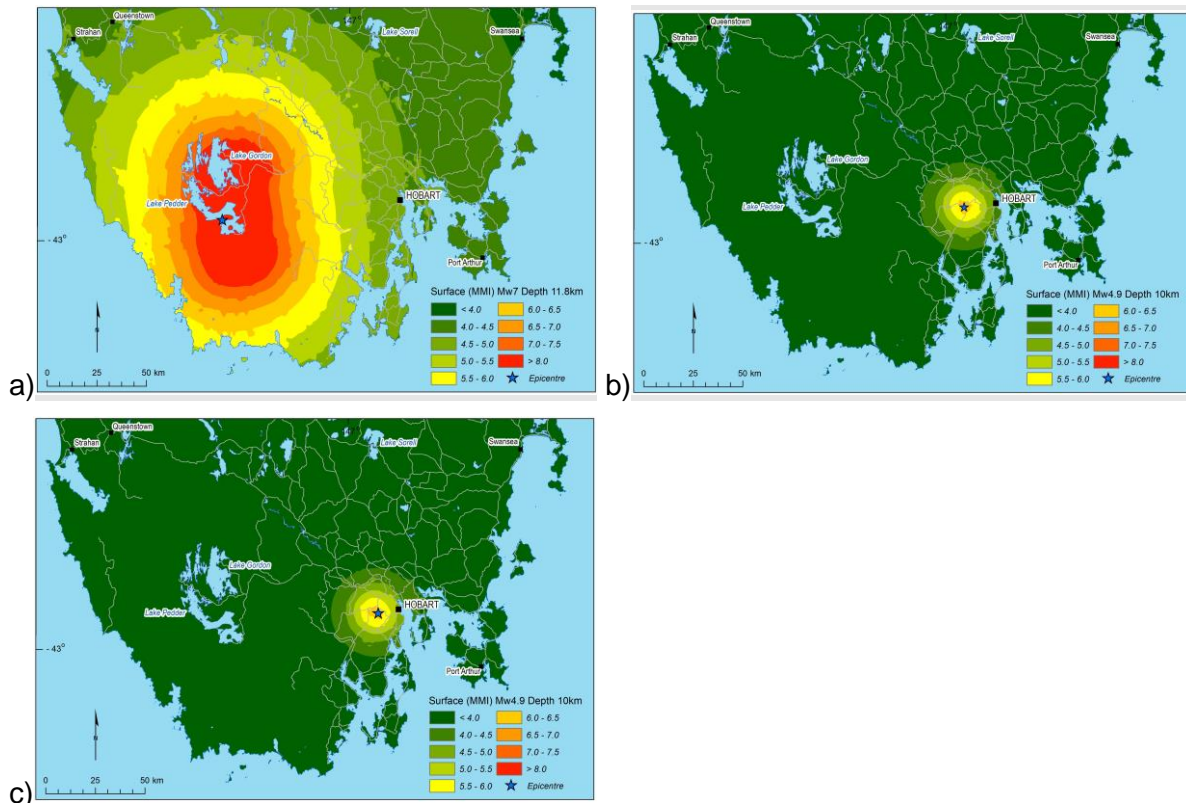 Queenstown
147°
Lake Sorell
Swansea
Strahan
Lake Gordon
Lake Pedder
HOBART
- 43°
Port Arthur
Surface (MMI) Mw7 Depth 11.8km
< 4.0 6.0 - 6.5
4.0 - 4.5 6.5 - 7.0
4.5 - 5.0 7.0 - 7.5
5.0 - 5.5 > 8.0
5.5 - 6.0 Epicentre
N
0 25 50 km
a)
Queenstown
Lake Sorell
Swansea
Strahan
Lake Gordon
Lake Pedder
HOBART
- 43°
Port Arthur
Surface (MMI) Mw4.9 Depth 10km
< 4.0 6.0 - 6.5
4.0 - 4.5 6.5 - 7.0
4.5 - 5.0 7.0 - 7.5
5.0 - 5.5 > 8.0
5.5 - 6.0 Epicentre
N
0 25 50 km
b)
Queenstown
Lake Sorell
Swansea
Strahan
Lake Gordon
Lake Pedder
HOBART
- 43°
Port Arthur
Surface (MMI) Mw4.9 Depth 10km
< 4.0 6.0 - 6.5
4.0 - 4.5 6.5 - 7.0
4.5 - 5.0 7.0 - 7.5
5.0 - 5.5 > 8.0
5.5 - 6.0 Epicentre
N
0 25 50 km
c)